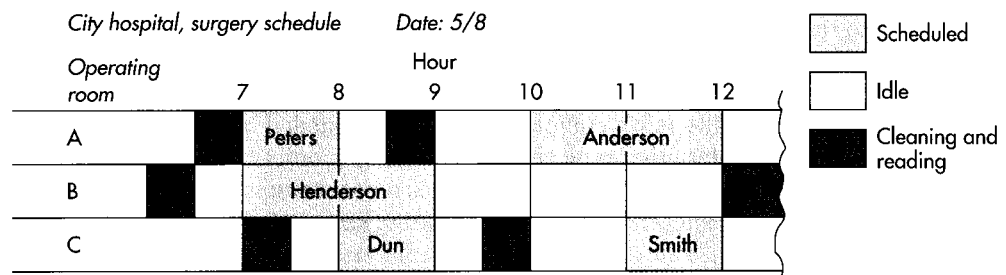 City hospital, surgery schedule Date: 5/8
Operating room
Hour
7 8 9 10 11 12
A Peters Anderson
B Henderson
C Dun Smith
Scheduled
Idle
Cleaning and
reading